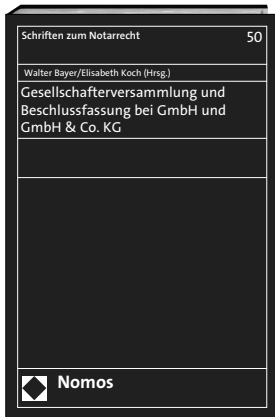 Schriften zum Notarrecht 50
Walter Bayer/Elisabeth Koch (Hrsg.)
Gesellschafterversammlung und
Beschlussfassung bei GmbH und
GmbH & Co. KG
Nomos